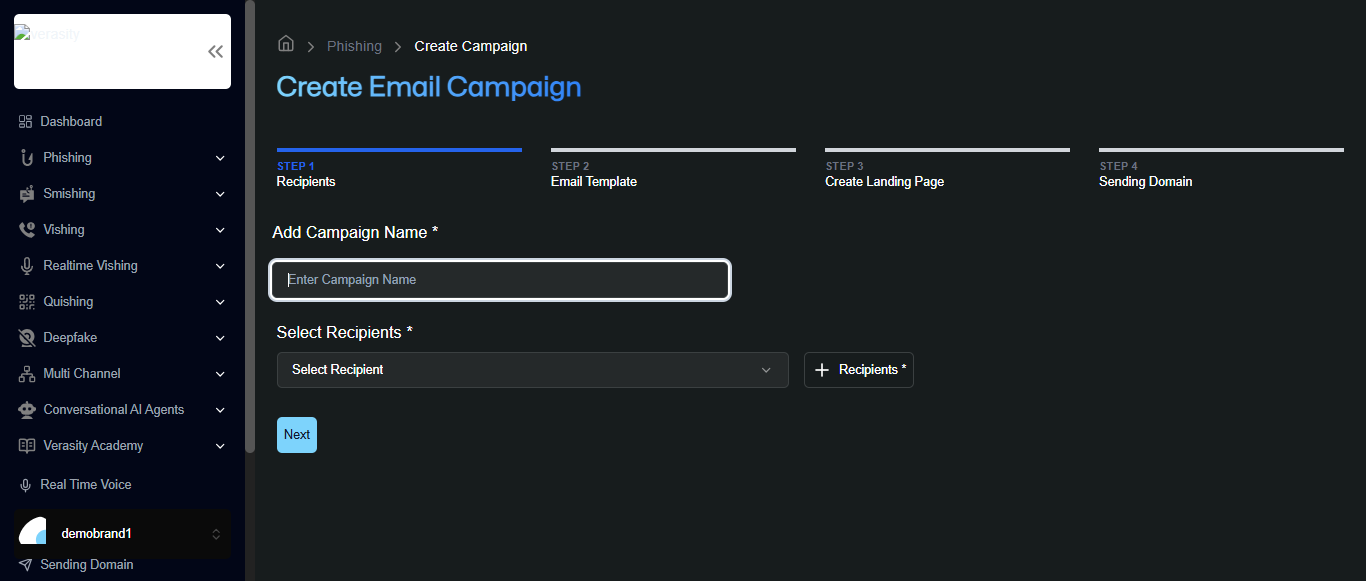 verasity
Dashboard
Phishing
Smishing
Vishing
Realtime Vishing
Quishing
Deepfake
Multi Channel
Conversational AI Agents
Verasity Academy
Real Time Voice
demobrand1
Sending Domain
Phishing
Create Campaign
Create Email Campaign
STEP 1
Recipients
STEP 2
Email Template
STEP 3
Create Landing Page
STEP 4
Sending Domain
Add Campaign Name *
Enter Campaign Name
Select Recipients *
Select Recipient
Recipients *
Next